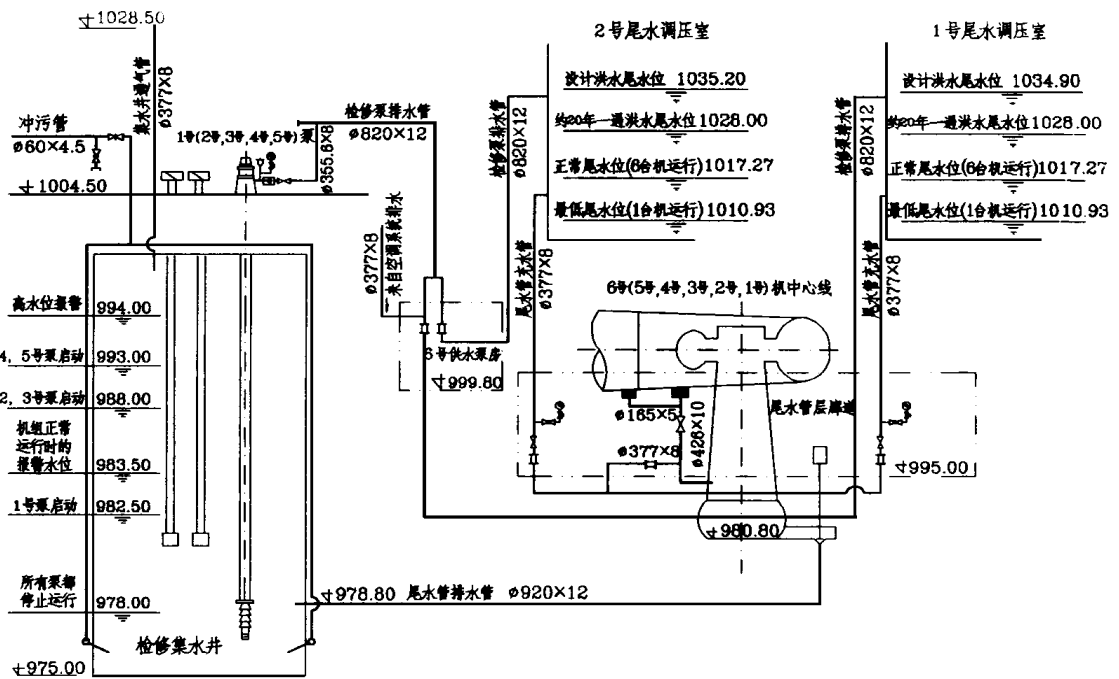 1028.50
集水井通气管
ø377×8
冲污管
ø60×4.5
1号(2号,3号,4号,5号)泵
检修泵排水管
ø820×12
ø355.6×8
1004.50
来自空调系统排水
ø377×8
高水位报警 994.00
4, 5号泵启动 993.00
2, 3号泵启动 988.00
机组正常
运行时的
报警水位
983.50
1号泵启动 982.50
所有泵都
停止运行
978.00
检修集水井
975.00
6号供水泵房
999.80
2号尾水调压室
设计洪水尾水位 1035.20
约20年一遇洪水尾水位1028.00
正常尾水位(6台机运行)1017.27
最低尾水位(1台机运行)1010.93
检修泵排水管
ø820×12
尾水管充水管
ø377×8
1号尾水调压室
设计洪水尾水位 1034.90
约20年一遇洪水尾水位1028.00
正常尾水位(6台机运行)1017.27
最低尾水位(1台机运行)1010.93
检修泵排水管
ø820×12
尾水管充水管
ø377×8
6号(5号,4号,3号,2号,1号)机中心线
ø165×5
ø426×10
ø377×8
尾水管层廊道
995.00
980.80
978.80 尾水管排水管 ø920×12